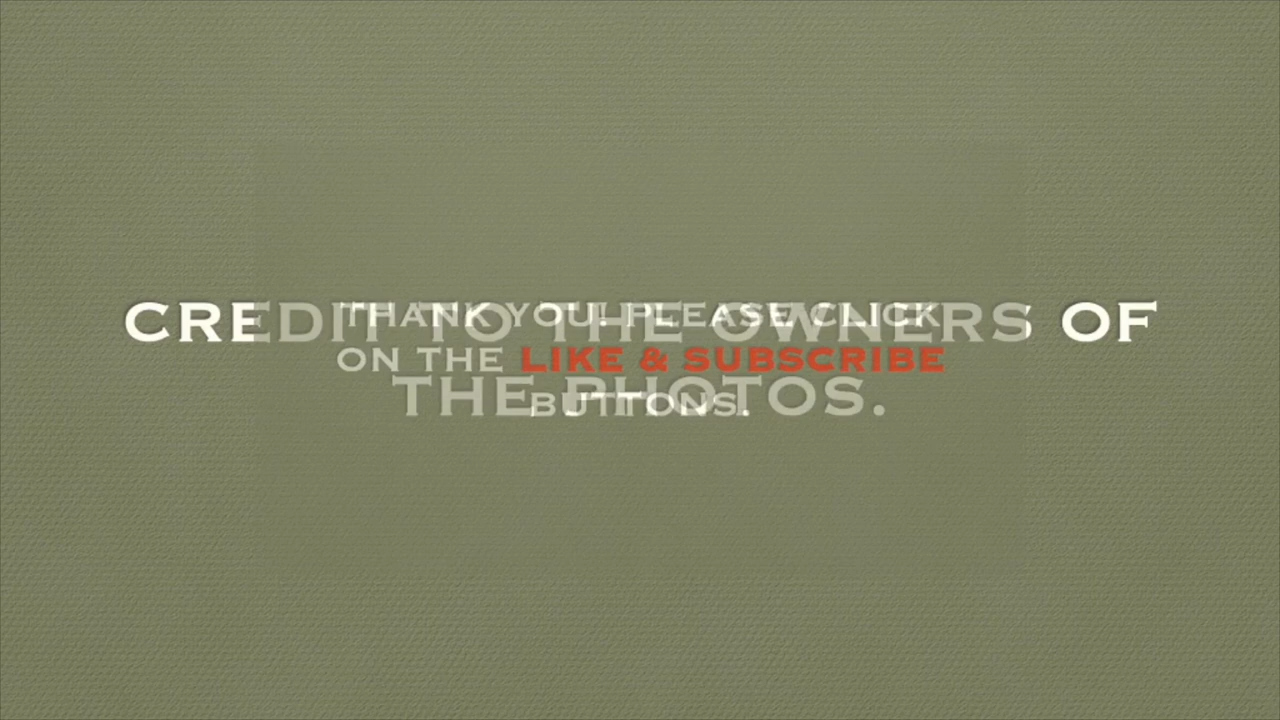 CREDIT TO THE OWNERS OF
THE PHOTOS.
THANK YOU! PLEASE CLICK
ON THE LIKE & SUBSCRIBE
BUTTONS.